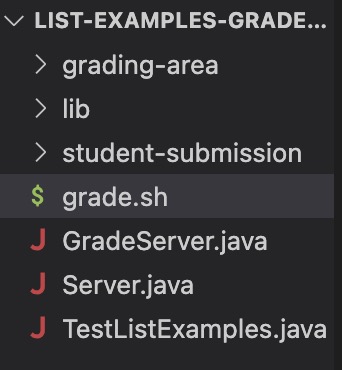 LIST-EXAMPLES-GRADE...
grading-area
lib
student-submission
$ grade.sh
J GradeServer.java
J Server.java
J TestListExamples.java